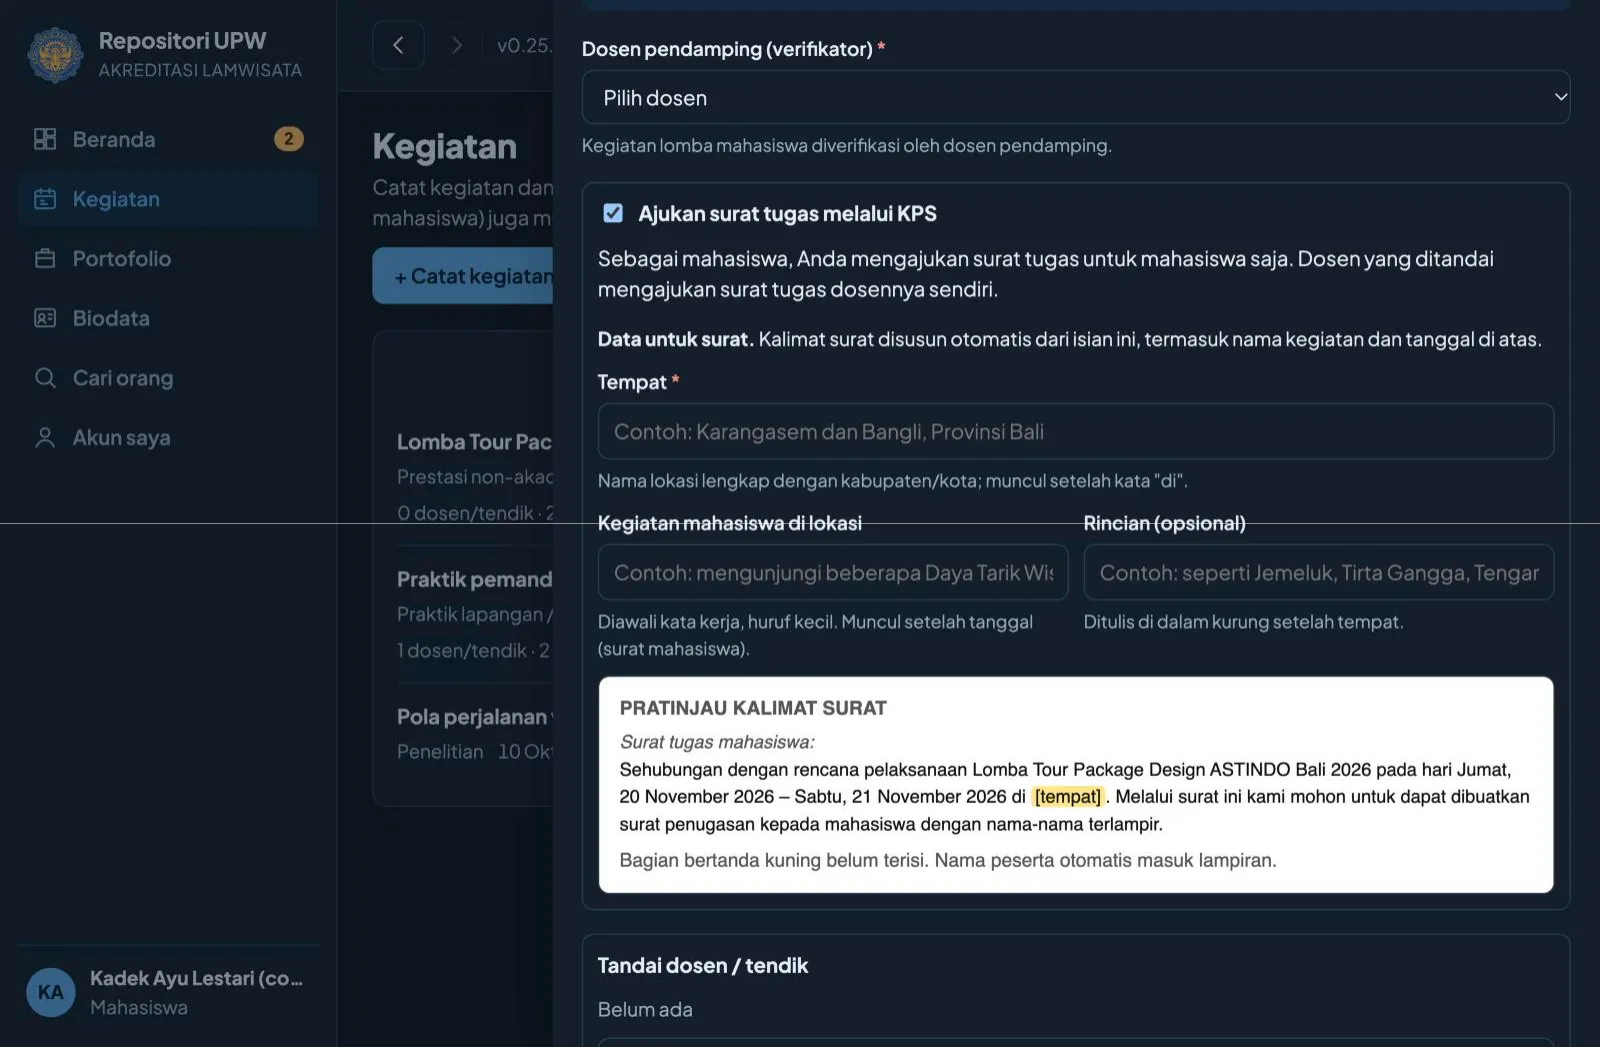 Repositori UPW
AKREDITASI LAMWISATA
Beranda
2
Kegiatan
Portofolio
Biodata
Cari orang
Akun saya
KA
Kadek Ayu Lestari (co...
Mahasiswa
v0.25.
Kegiatan
Catat kegiatan dan
mahasiswa) juga m
+ Catat kegiatan
Lomba Tour Pac
Prestasi non-akad
0 dosen/tendik · 2
Praktik pemand
Praktik lapangan /
1 dosen/tendik · 2
Pola perjalanan
Penelitian 10 Okt
Dosen pendamping (verifikator) *
Pilih dosen
Kegiatan lomba mahasiswa diverifikasi oleh dosen pendamping.
Ajukan surat tugas melalui KPS
Sebagai mahasiswa, Anda mengajukan surat tugas untuk mahasiswa saja. Dosen yang ditandai
mengajukan surat tugas dosennya sendiri.
Data untuk surat. Kalimat surat disusun otomatis dari isian ini, termasuk nama kegiatan dan tanggal di atas.
Tempat *
Contoh: Karangasem dan Bangli, Provinsi Bali
Nama lokasi lengkap dengan kabupaten/kota; muncul setelah kata "di".
Kegiatan mahasiswa di lokasi
Contoh: mengunjungi beberapa Daya Tarik Wis
Diawali kata kerja, huruf kecil. Muncul setelah tanggal
(surat mahasiswa).
Rincian (opsional)
Contoh: seperti Jemeluk, Tirta Gangga, Tengar
Ditulis di dalam kurung setelah tempat.
PRATINJAU KALIMAT SURAT
Surat tugas mahasiswa:
Sehubungan dengan rencana pelaksanaan Lomba Tour Package Design ASTINDO Bali 2026 pada hari Jumat,
20 November 2026 – Sabtu, 21 November 2026 di [tempat]. Melalui surat ini kami mohon untuk dapat dibuatkan
surat penugasan kepada mahasiswa dengan nama-nama terlampir.
Bagian bertanda kuning belum terisi. Nama peserta otomatis masuk lampiran.
Tandai dosen / tendik
Belum ada